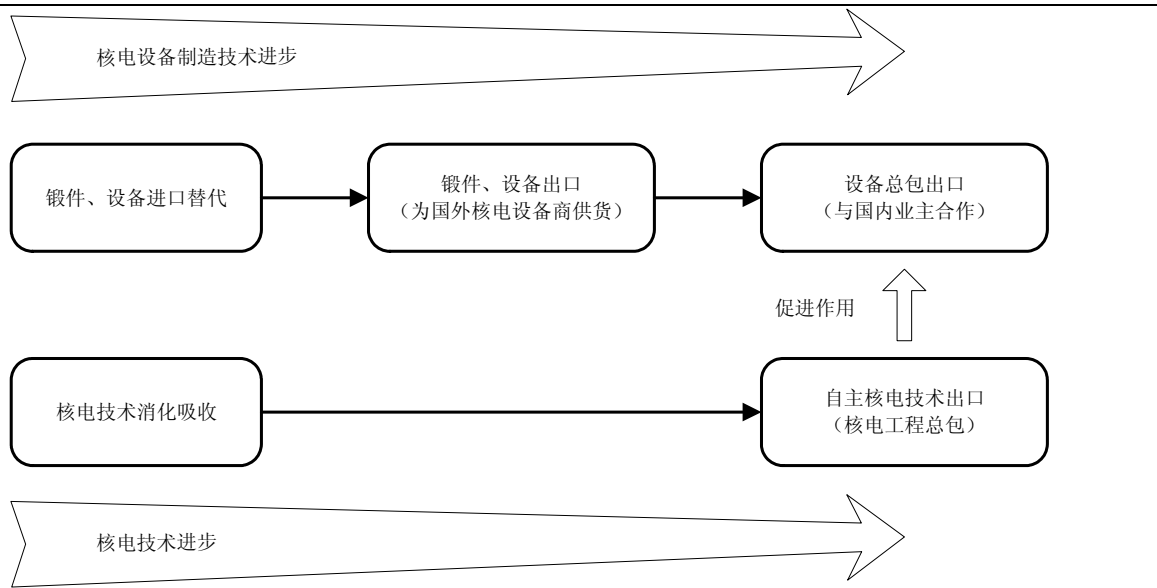 核电设备制造技术进步
锻件、设备进口替代
锻件、设备出口
（为国外核电设备商供货）
设备总包出口
（与国内业主合作）
促进作用
核电技术消化吸收
自主核电技术出口
（核电工程总包）
核电技术进步